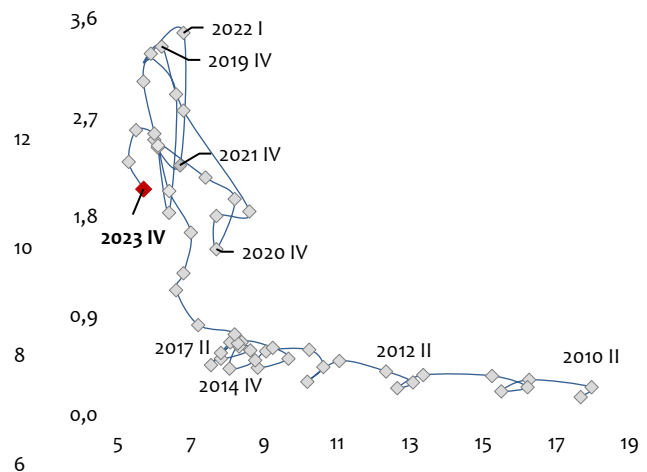 3,6
2022 I
2019 IV
2,7
12
2021 IV
1,8
2023 IV
10
2020 IV
0,9
2017 II
8
2012 II
2010 II
2014 IV
0,0
5 7 9 11 13 15 17 19
6